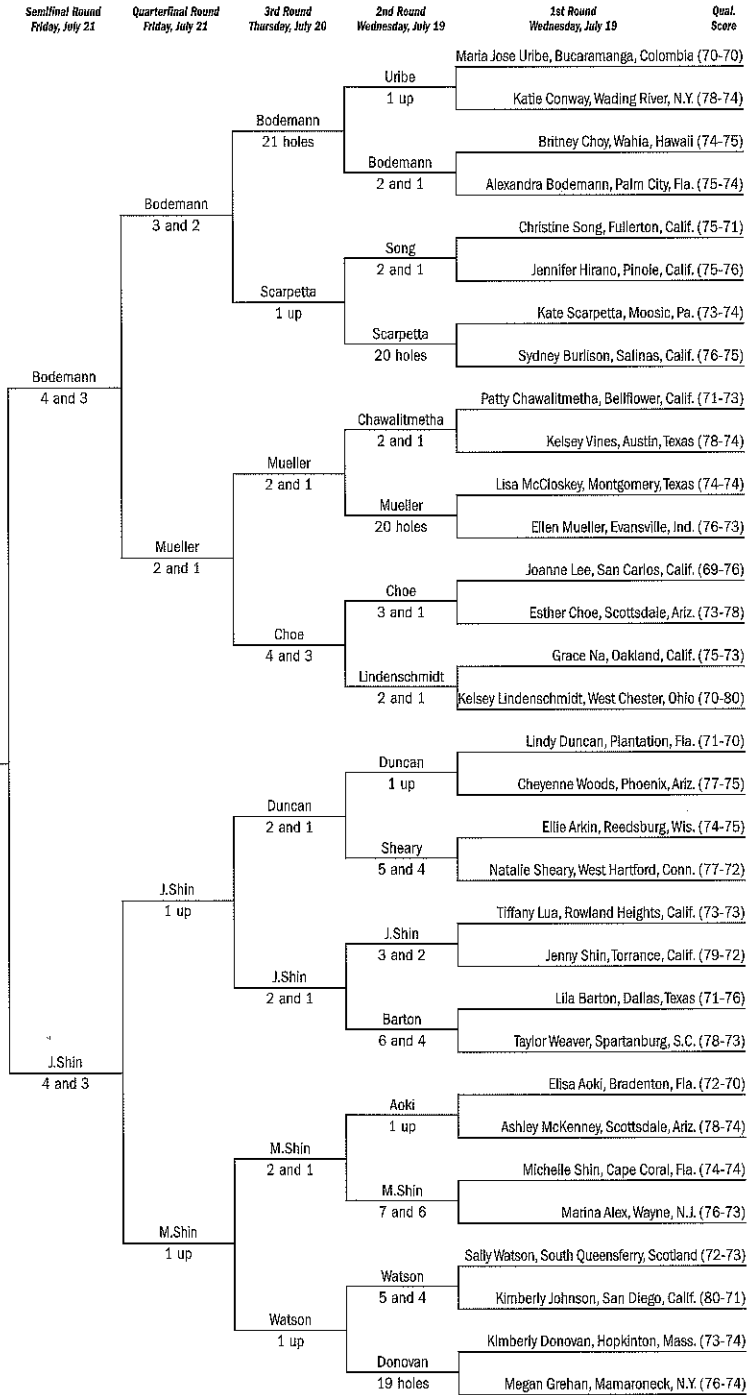 Semifinal Round Quarterfinal Round 3rd Round 2nd Round 1st Round Qual.
Friday, July 21 Friday, July 21 Thursday, July 20 Wednesday, July 19 Wednesday, July 19 Score
Maria Jose Uribe, Bucaramanga, Colombia (70-70)
Uribe
1 up
Katie Conway, Wading River, N.Y. (78-74)
Bodemann
21 holes
Britney Choy, Wahia, Hawaii (74-75)
Bodemann
2 and 1
Alexandra Bodemann, Palm City, Fla. (75-74)
Bodemann
3 and 2
Christine Song, Fullerton, Calif. (75-71)
Song
2 and 1
Jennifer Hirano, Pinole, Calif. (75-76)
Scarpetta
1 up
Kate Scarpetta, Moosic, Pa. (73-74)
Scarpetta
20 holes
Sydney Burlison, Salinas, Calif. (76-75)
Bodemann
4 and 3
Patty Chawalitmetha, Bellflower, Calif. (71-73)
Chawalitmetha
2 and 1
Kelsey Vines, Austin, Texas (78-74)
Mueller
2 and 1
Lisa McCloskey, Montgomery, Texas (74-74)
Mueller
20 holes
Ellen Mueller, Evansville, Ind. (76-73)
Mueller
2 and 1
Joanne Lee, San Carlos, Calif. (69-76)
Choe
3 and 1
Esther Choe, Scottsdale, Ariz. (73-78)
Choe
4 and 3
Grace Na, Oakland, Calif. (75-73)
Lindenschmidt
2 and 1
Kelsey Lindenschmidt, West Chester, Ohio (70-80)
Lindy Duncan, Plantation, Fla. (71-70)
Duncan
1 up
Cheyenne Woods, Phoenix, Ariz. (77-75)
Duncan
2 and 1
Ellie Arkin, Reedsburg, Wis. (74-75)
Sheary
5 and 4
Natalie Sheary, West Hartford, Conn. (77-72)
J.Shin
1 up
Tiffany Lua, Rowland Heights, Calif. (73-73)
J.Shin
3 and 2
Jenny Shin, Torrance, Calif. (79-72)
J.Shin
2 and 1
Lila Barton, Dallas, Texas (71-76)
Barton
6 and 4
Taylor Weaver, Spartanburg, S.C. (78-73)
J.Shin
4 and 3
Elisa Aoki, Bradenton, Fla. (72-70)
Aoki
1 up
Ashley McKenney, Scottsdale, Ariz. (78-74)
M.Shin
2 and 1
Michelle Shin, Cape Coral, Fla. (74-74)
M.Shin
7 and 6
Marina Alex, Wayne, N.J. (76-73)
M.Shin
1 up
Sally Watson, South Queensferry, Scotland (72-73)
Watson
5 and 4
Kimberly Johnson, San Diego, Calif. (80-71)
Watson
1 up
Kimberly Donovan, Hopkinton, Mass. (73-74)
Donovan
19 holes
Megan Grehan, Mamaroneck, N.Y. (76-74)